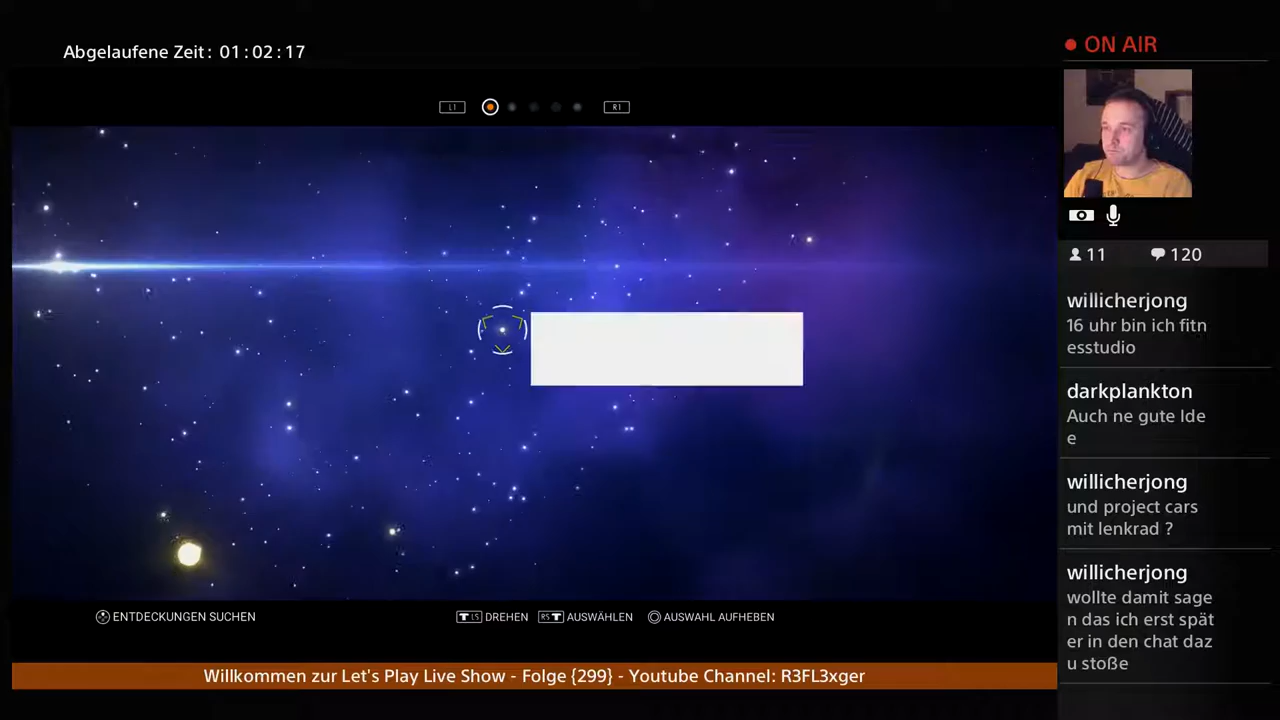 Abgelaufene Zeit: 01:02:17
ON AIR
L1
R1
11 120
willicherjong
16 uhr bin ich fitn
esstudio
darkplankton
Auch ne gute Ide
e
willicherjong
und project cars
mit lenkrad ?
willicherjong
wollte damit sage
n das ich erst spät
er in den chat daz
u stoße
ENTDECKUNGEN SUCHEN
LS DREHEN RS AUSWÄHLEN AUSWAHL AUFHEBEN
Willkommen zur Let's Play Live Show - Folge {299} - Youtube Channel: R3FL3xger